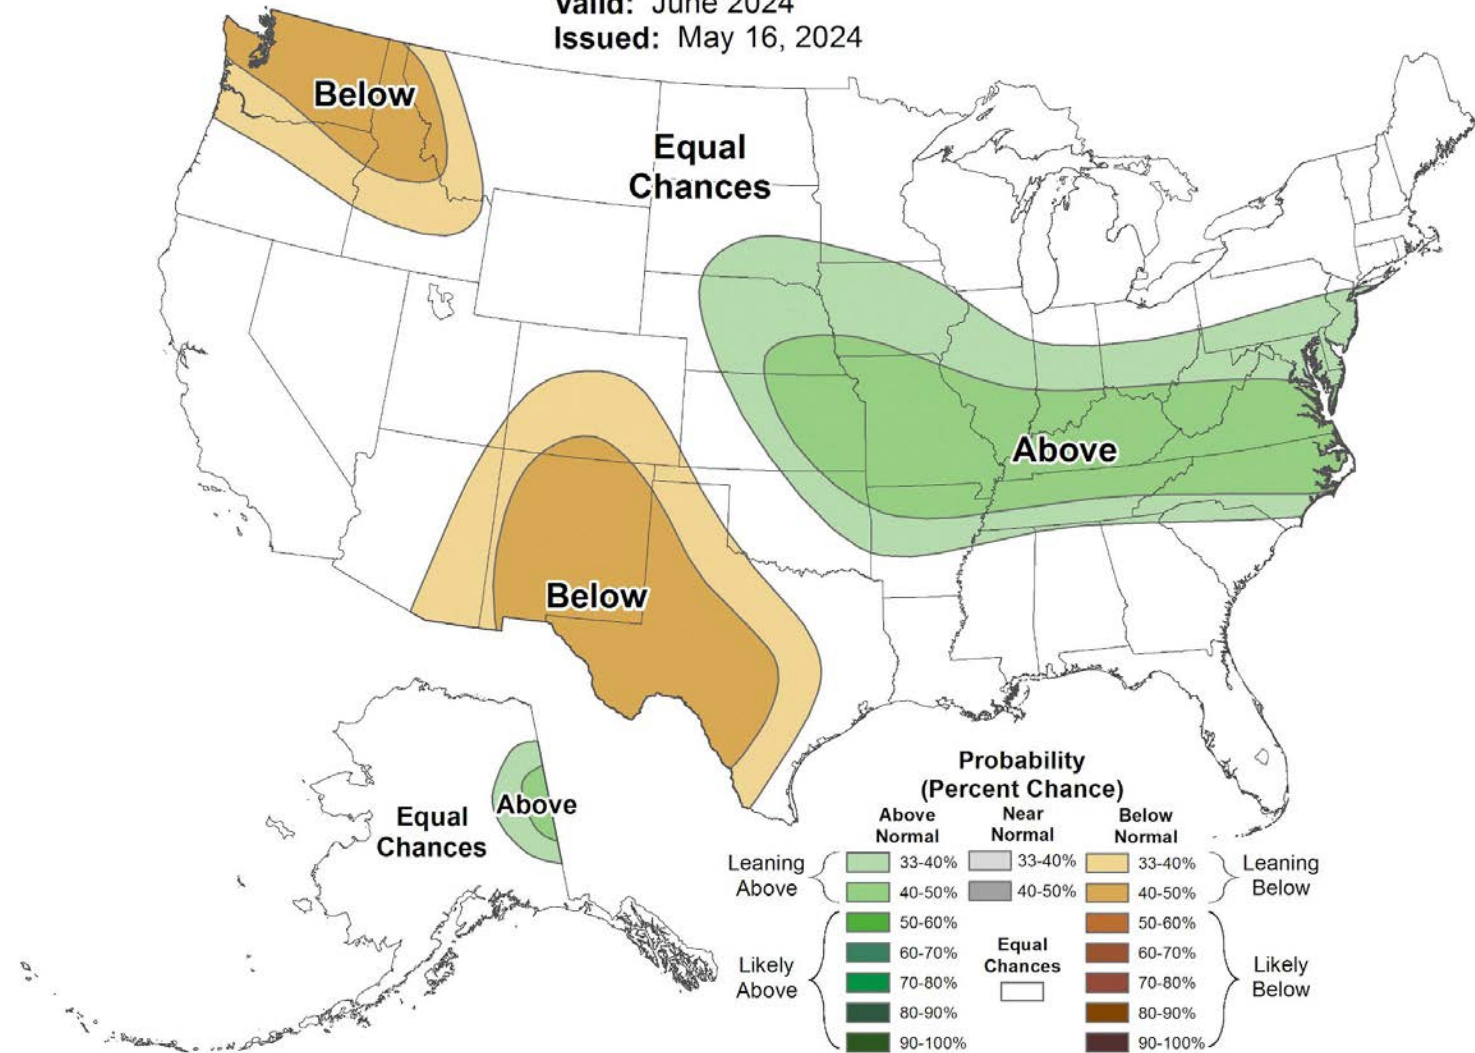 Valid: June 2024
Issued: May 16, 2024
Below
Equal
Chances
Above
Below
Equal
Chances
Above
Probability
(Percent Chance)
Above
Normal
Near
Normal
Below
Normal
Leaning
Above
33-40%
33-40%
33-40%
Leaning
Below
40-50%
40-50%
40-50%
50-60%
50-60%
60-70%
Equal
Chances
60-70%
Likely
Above
70-80%
70-80%
Likely
Below
80-90%
80-90%
90-100%
90-100%